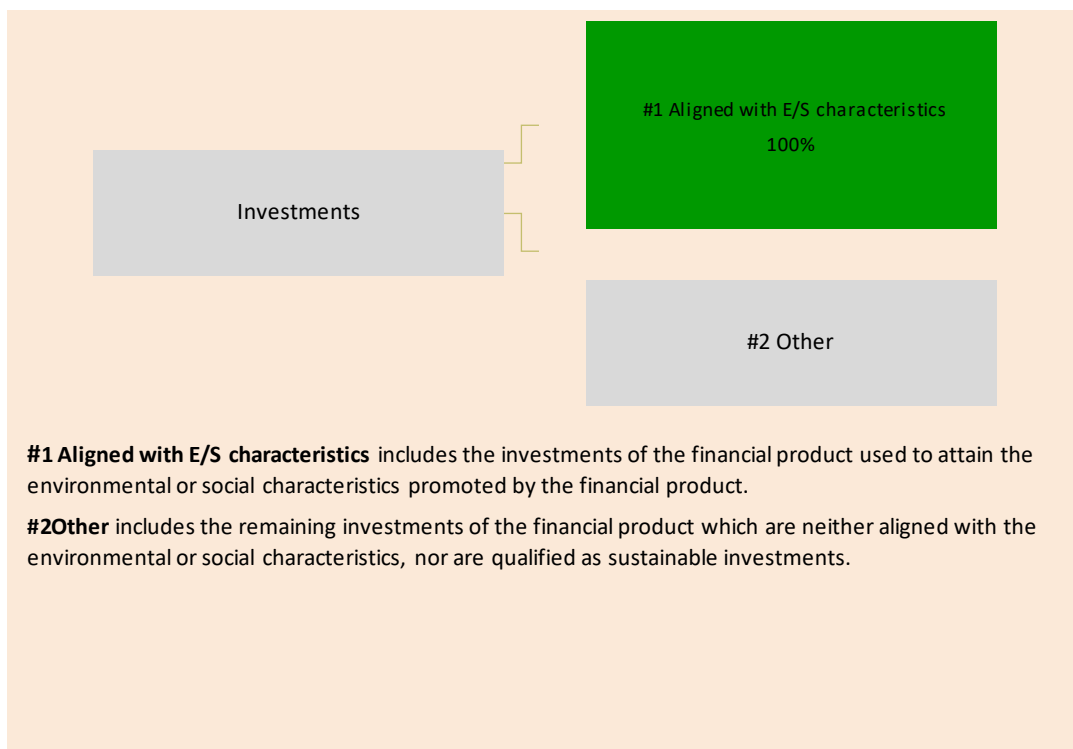 #1 Aligned with E/S characteristics
100%
Investments
#2 Other
#1 Aligned with E/S characteristics includes the investments of the financial product used to attain the
environmental or social characteristics promoted by the financial product.
#2Other includes the remaining investments of the financial product which are neither aligned with the
environmental or social characteristics, nor are qualified as sustainable investments.